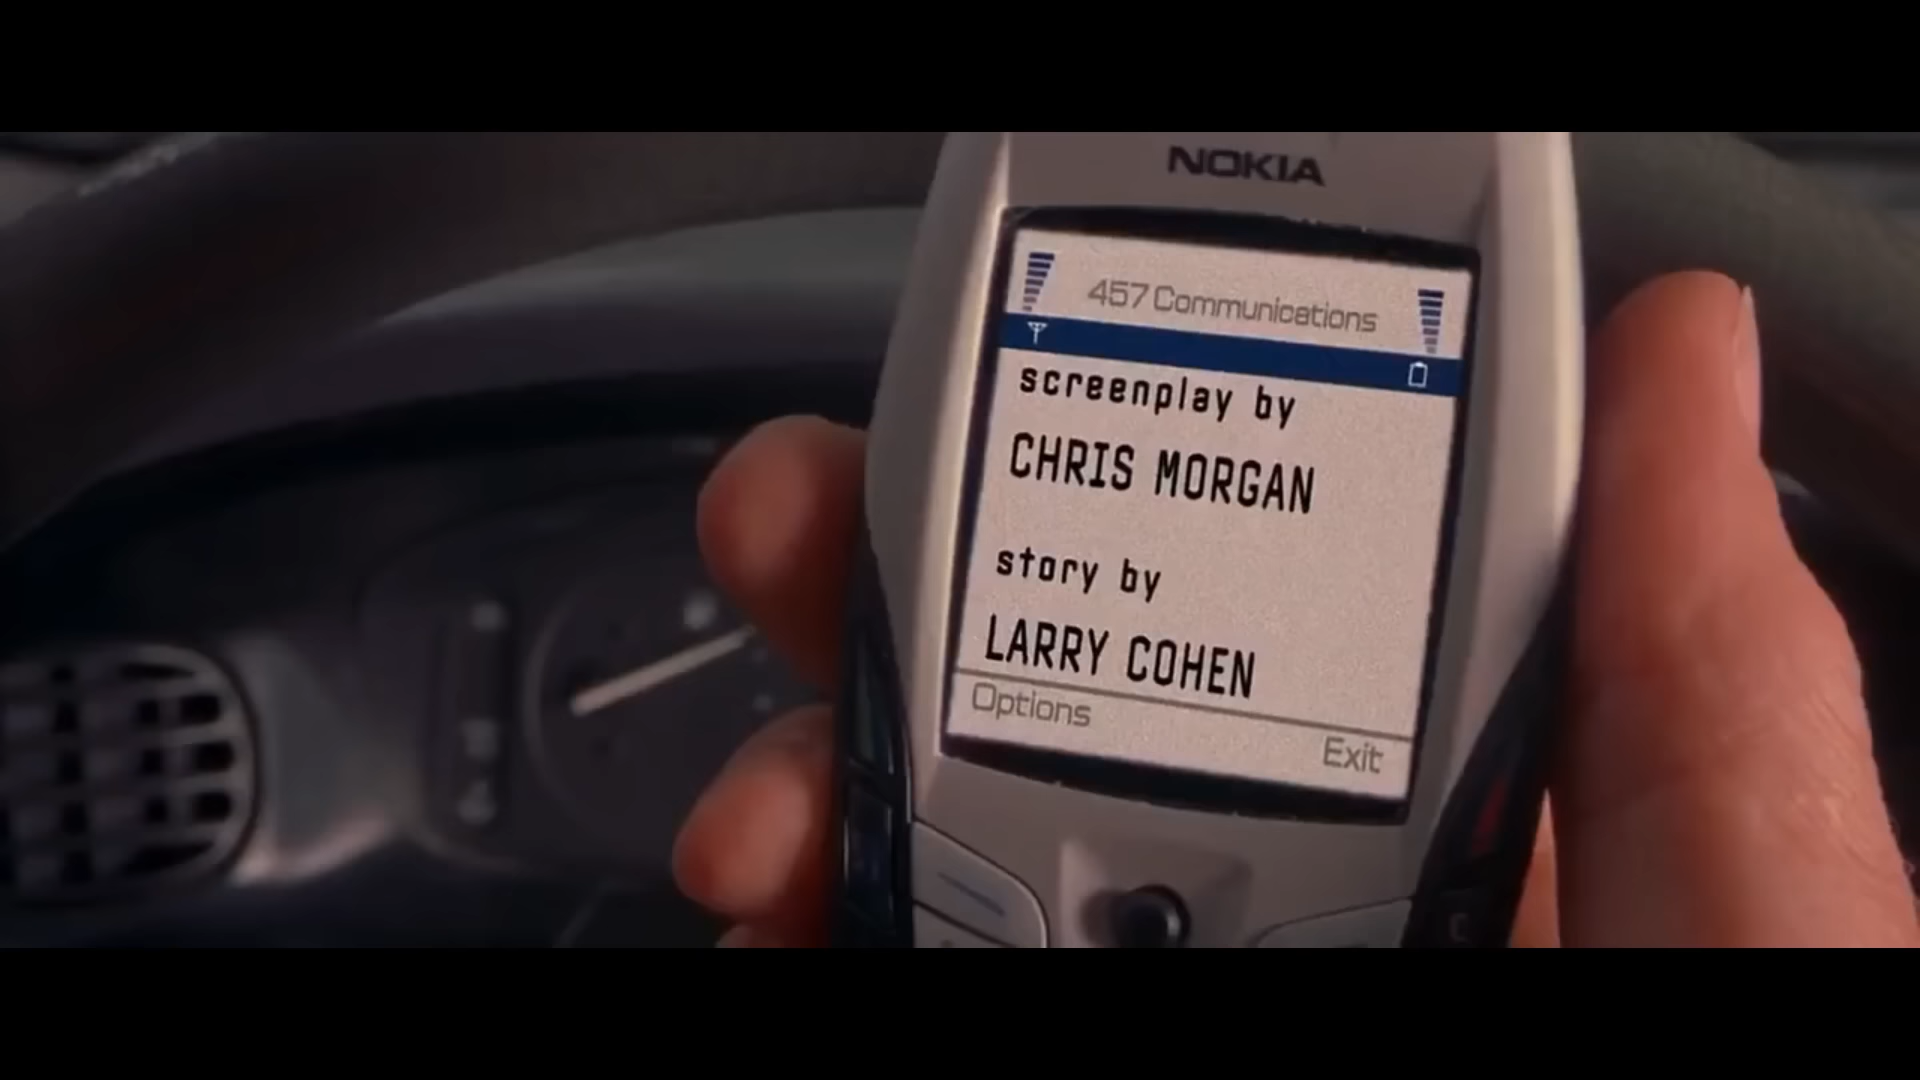 NOKIA
457 Communications
screenplay by
CHRIS MORGAN
story by
LARRY COHEN
Options
Exit